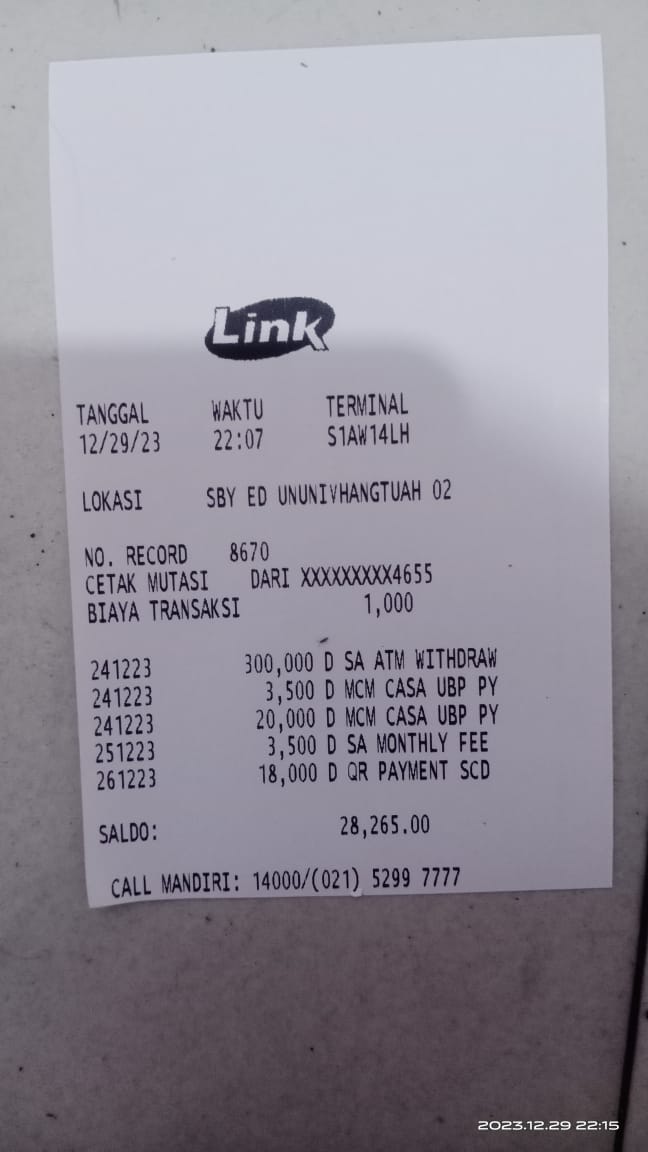 Link
TANGGAL WAKTU TERMINAL
12/29/23 22:07 S1AW14LH
LOKASI SBY ED UNUNIVHANGTUAH 02
NO. RECORD 8670
CETAK MUTASI DARI XXXXXXXXX4655
BIAYA TRANSAKSI 1,000
241223 300,000 D SA ATM WITHDRAW
241223 3,500 D MCM CASA UBP PY
241223 20,000 D MCM CASA UBP PY
251223 3,500 D SA MONTHLY FEE
261223 18,000 D QR PAYMENT SCD
SALDO: 28,265.00
CALL MANDIRI: 14000/(021) 5299 7777
2023.12.29 22:15